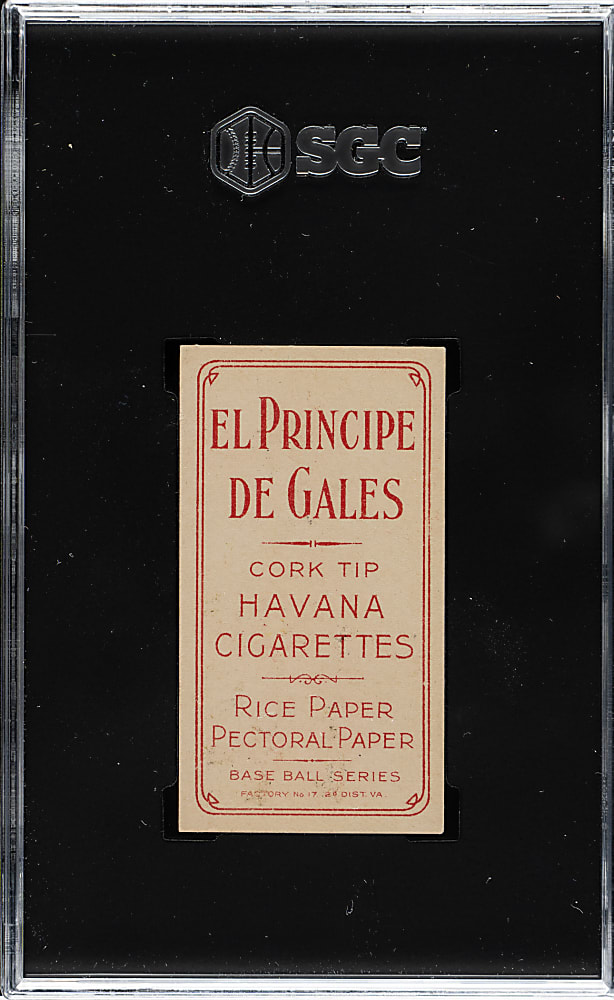 SGC
EL PRINCIPE
DE GALES
CORK TIP
HAVANA
CIGARETTES
RICE PAPER
PECTORAL PAPER
BASE BALL SERIES
FACTORY No 17. 2D DIST. VA.